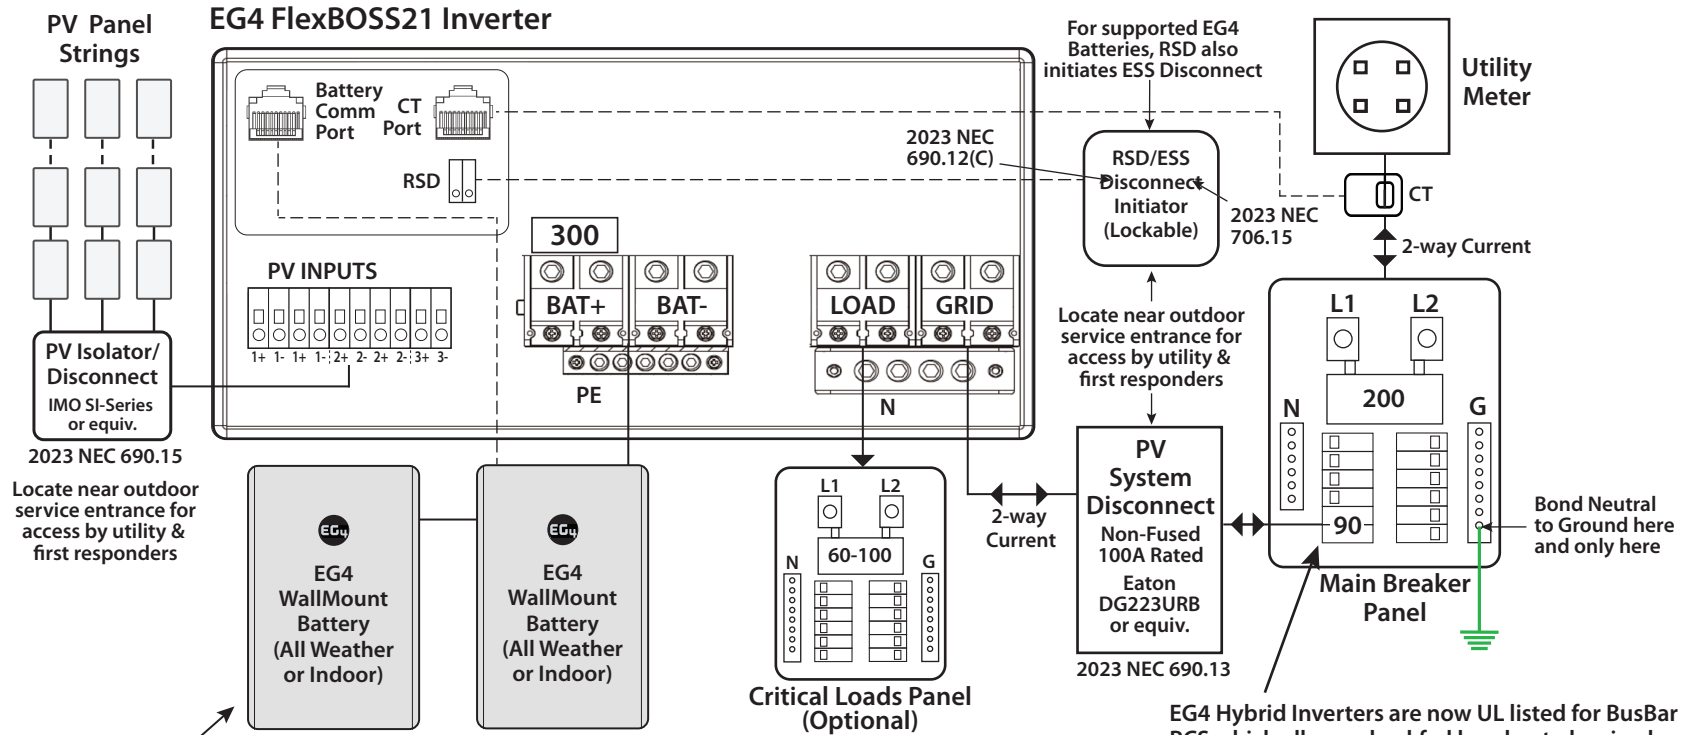 PV Panel
Strings
EG4 FlexBOSS21 Inverter
Battery
Comm
Port
CT
Port
RSD
PV INPUTS
1+ 1- 1+ 1- 2+ 2- 2+ 2- 3+ 3-
300
BAT+
BAT-
PE
LOAD
GRID
N
PV Isolator/
Disconnect
IMO SI-Series
or equiv.
2023 NEC 690.15
Locate near outdoor
service entrance for
access by utility &
first responders
EG4
EG4
WallMount
Battery
(All Weather
or Indoor)
EG4
EG4
WallMount
Battery
(All Weather
or Indoor)
L1 L2
60-100
N
G
Critical Loads Panel
(Optional)
For supported EG4
Batteries, RSD also
initiates ESS Disconnect
2023 NEC
690.12(C)
RSD/ESS
Disconnect
Initiator
(Lockable)
2023 NEC
706.15
Locate near outdoor
service entrance for
access by utility &
first responders
2-way
Current
PV
System
Disconnect
Non-Fused
100A Rated
Eaton
DG223URB
or equiv.
2023 NEC 690.13
Utility
Meter
CT
2-way Current
L1 L2
200
N
G
90
Main Breaker
Panel
Bond Neutral
to Ground here
and only here
EG4 Hybrid Inverters are now UL listed for BusBar